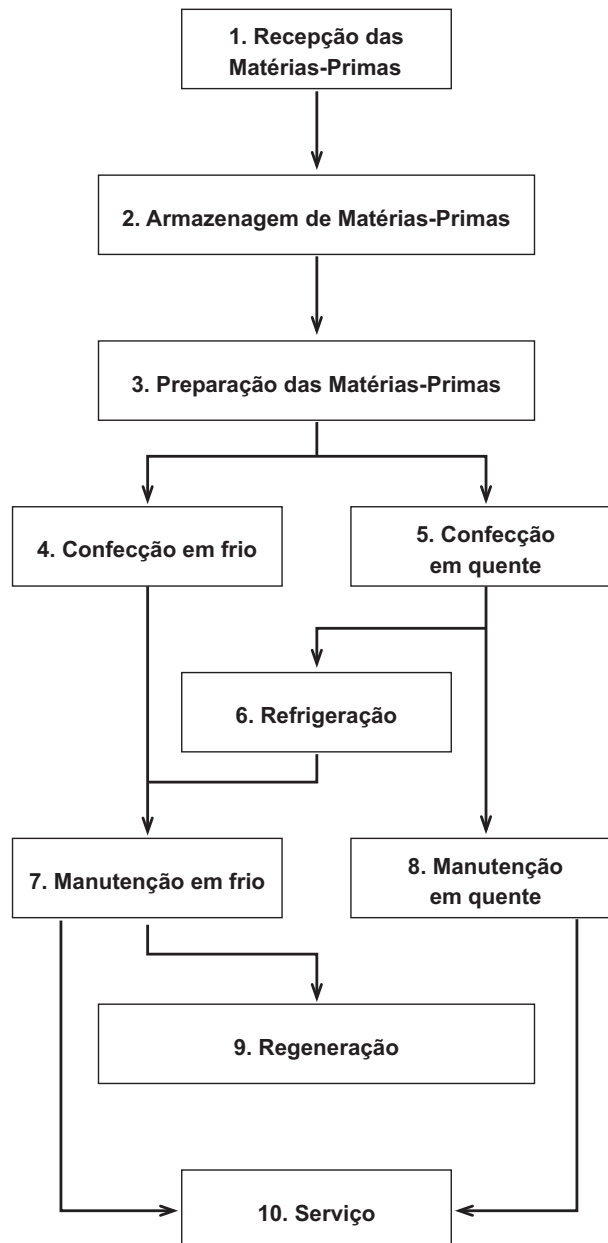 1. Recepção das
Matérias-Primas
2. Armazenagem de Matérias-Primas
3. Preparação das Matérias-Primas
4. Confecção em frio
5. Confecção
em quente
6. Refrigeração
7. Manutenção em frio
8. Manutenção
em quente
9. Regeneração
10. Serviço